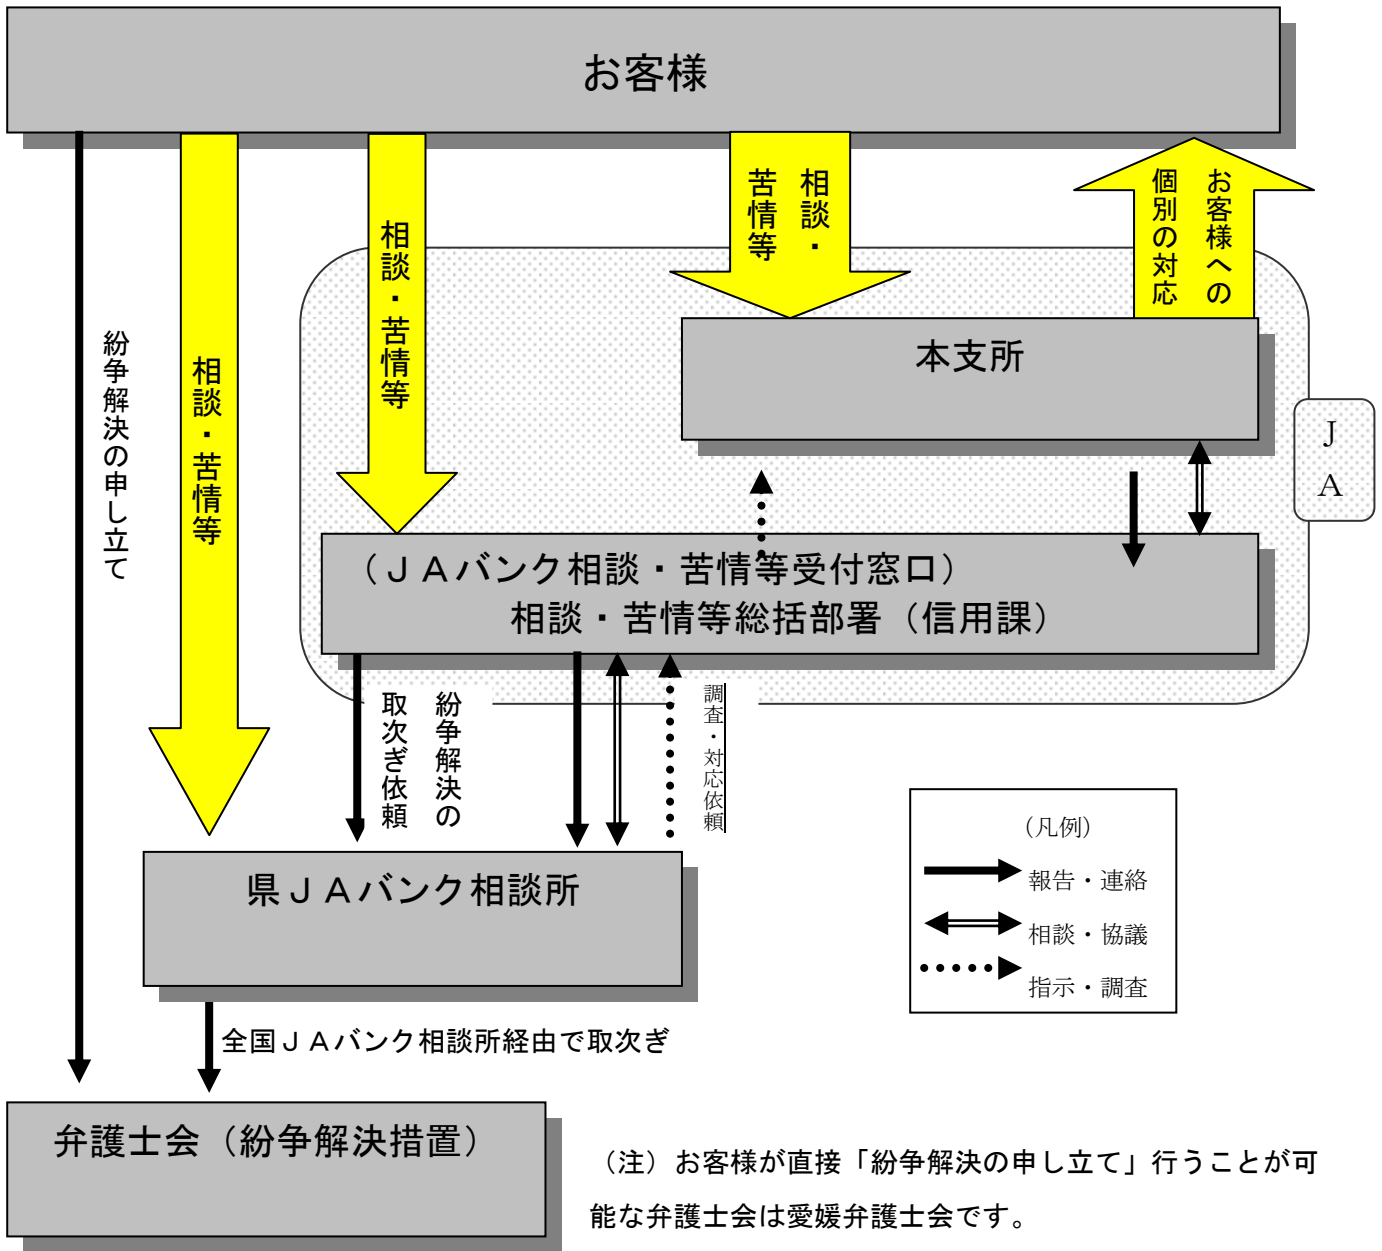 お客様
相談・
苦情等
お客様への
個別の対応
相談・苦情等
相談・苦情等
紛争解決の申し立て
本支所
ＪＡ
（ＪＡバンク相談・苦情等受付窓口）
相談・苦情等総括部署（信用課）
紛争解決の
取次ぎ依頼
調査・対応依頼
県ＪＡバンク相談所
（凡例）
報告・連絡
相談・協議
指示・調査
全国ＪＡバンク相談所経由で取次ぎ
弁護士会（紛争解決措置）
（注）お客様が直接「紛争解決の申し立て」行うことが可
能な弁護士会は愛媛弁護士会です。